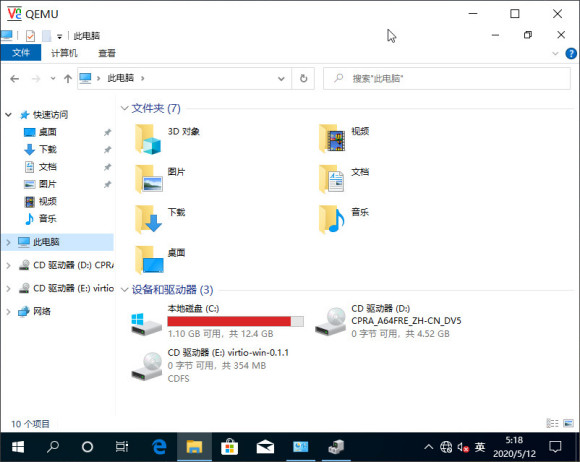 QEMU
此电脑
文件 计算机 查看
此电脑
搜索"此电脑"
快速访问
桌面
下载
文档
图片
视频
音乐
此电脑
CD 驱动器 (D:) CPRA
CD 驱动器 (E:) virtio
网络
文件夹 (7)
3D 对象
视频
图片
文档
下载
音乐
桌面
设备和驱动器 (3)
本地磁盘 (C:)
1.10 GB 可用，共 12.4 GB
CD 驱动器 (D:)
CPRA_A64FRE_ZH-CN_DV5
0 字节 可用，共 4.52 GB
CD 驱动器 (E:) virtio-win-0.1.1
0 字节 可用，共 354 MB
CDFS
10 个项目
英
5:18
2020/5/12